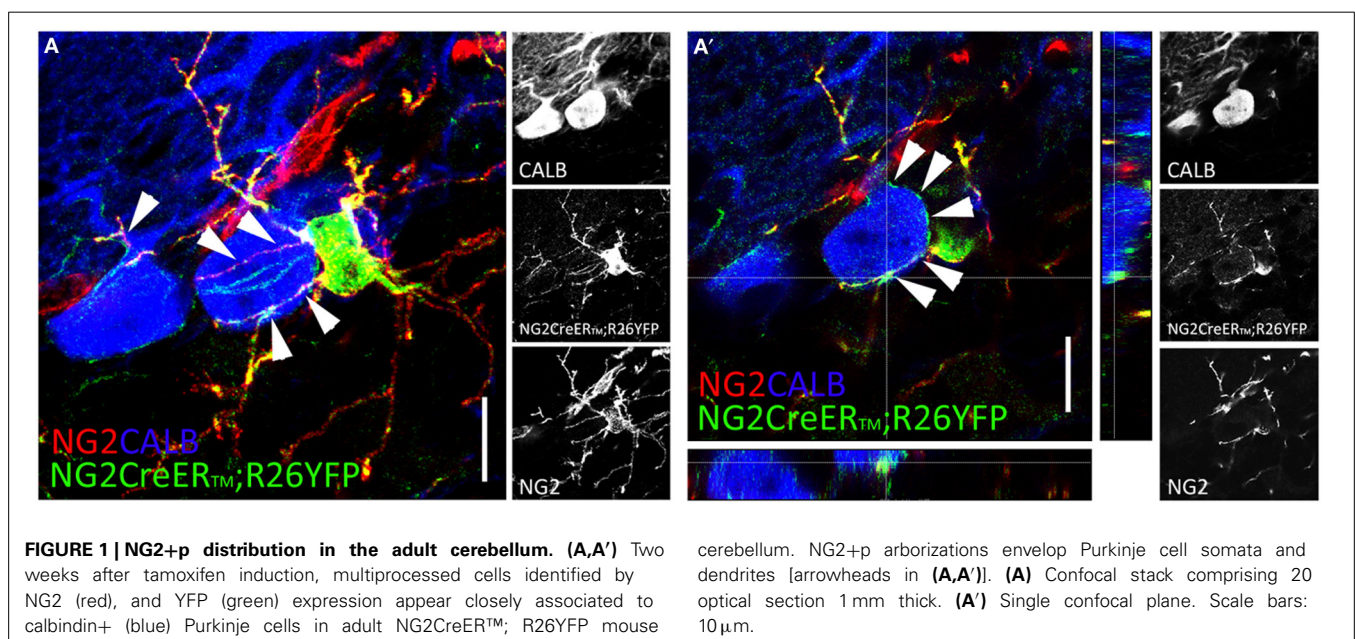 A
CALB
NG2CreER™;R26YFP
NG2
NG2CALB
NG2CreER™;R26YFP
A′
CALB
NG2CreER™;R26YFP
NG2
NG2CALB
NG2CreER™;R26YFP
FIGURE 1 | NG2+p distribution in the adult cerebellum. (A,A′) Two
weeks after tamoxifen induction, multiprocessed cells identified by
NG2 (red), and YFP (green) expression appear closely associated to
calbindin+ (blue) Purkinje cells in adult NG2CreER™; R26YFP mouse
cerebellum. NG2+p arborizations envelop Purkinje cell somata and
dendrites [arrowheads in (A,A′)]. (A) Confocal stack comprising 20
optical section 1 mm thick. (A′) Single confocal plane. Scale bars:
10 μm.